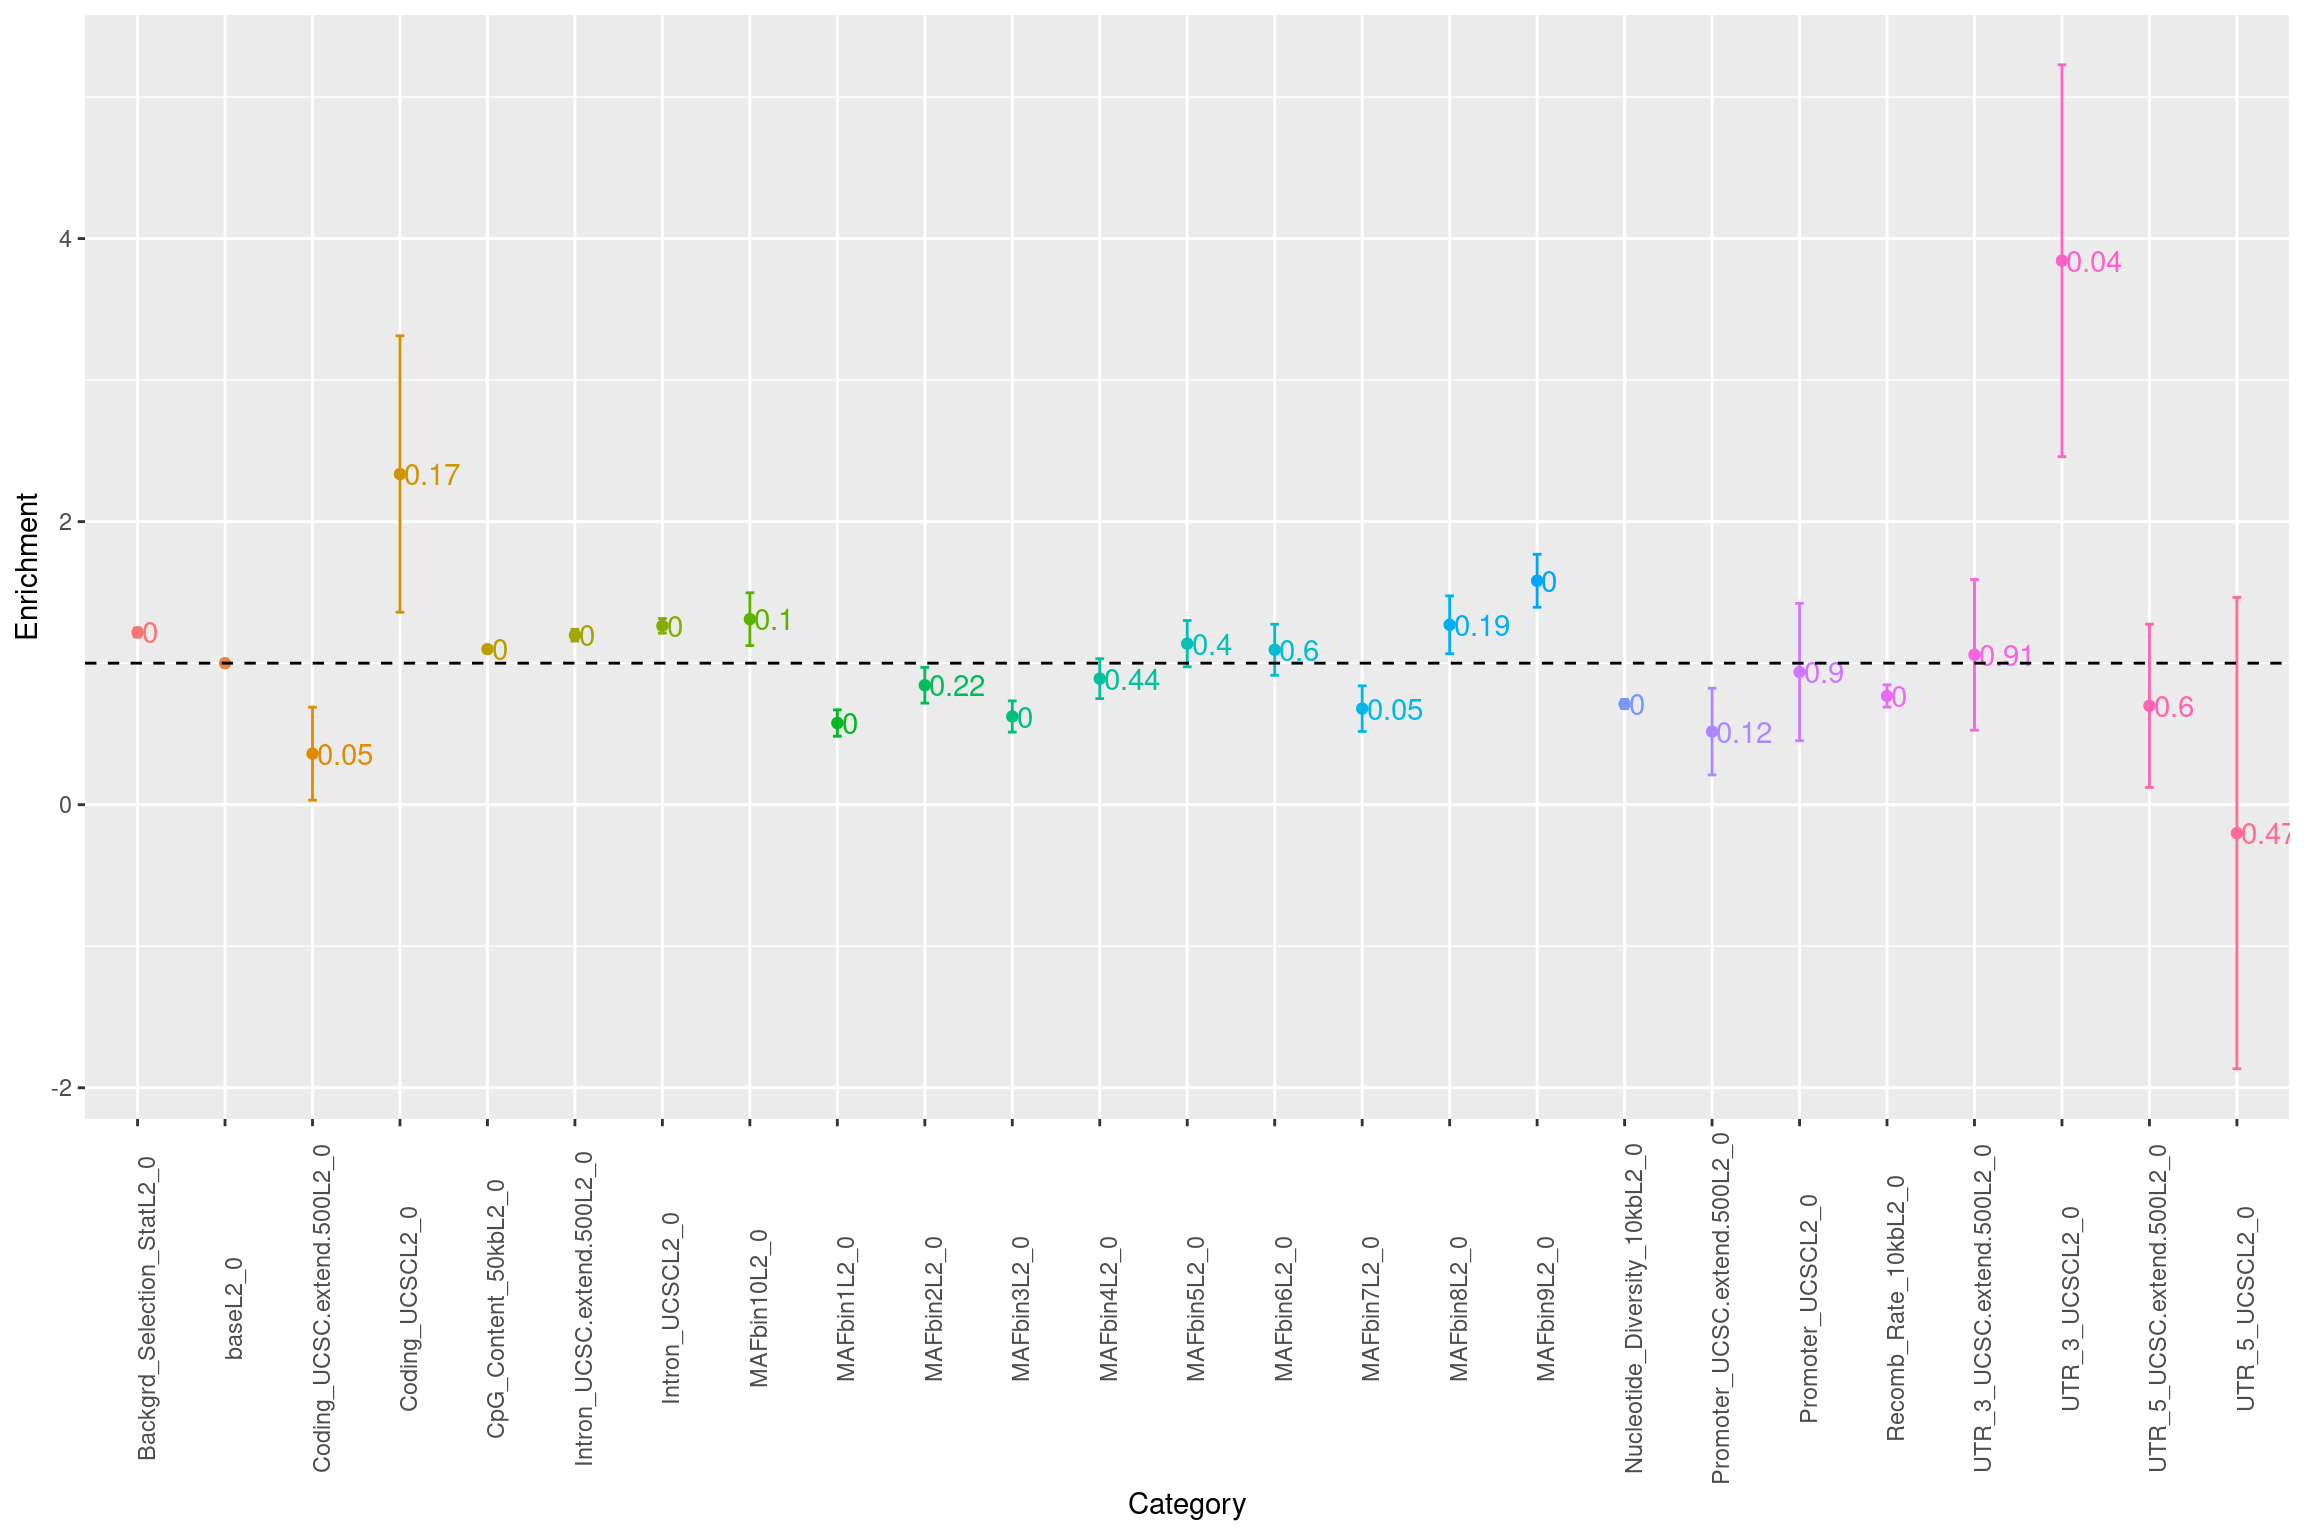 Enrichment
4
2
0
-2
0
0.05
0.17
0
0
0
0.1
0
0.22
0
0.44
0.4
0.6
0.05
0.19
0
0
0.12
0.9
0
0.91
0.04
0.6
0.47
Backgrd_Selection_StatL2_0
baseL2_0
Coding_UCSC.extend.500L2_0
Coding_UCSCL2_0
CpG_Content_50kbL2_0
Intron_UCSC.extend.500L2_0
Intron_UCSCL2_0
MAFbin10L2_0
MAFbin1L2_0
MAFbin2L2_0
MAFbin3L2_0
MAFbin4L2_0
MAFbin5L2_0
MAFbin6L2_0
MAFbin7L2_0
MAFbin8L2_0
MAFbin9L2_0
Nucleotide_Diversity_10kbL2_0
Promoter_UCSC.extend.500L2_0
Promoter_UCSCL2_0
Recomb_Rate_10kbL2_0
UTR_3_UCSC.extend.500L2_0
UTR_3_UCSCL2_0
UTR_5_UCSC.extend.500L2_0
UTR_5_UCSCL2_0
Category